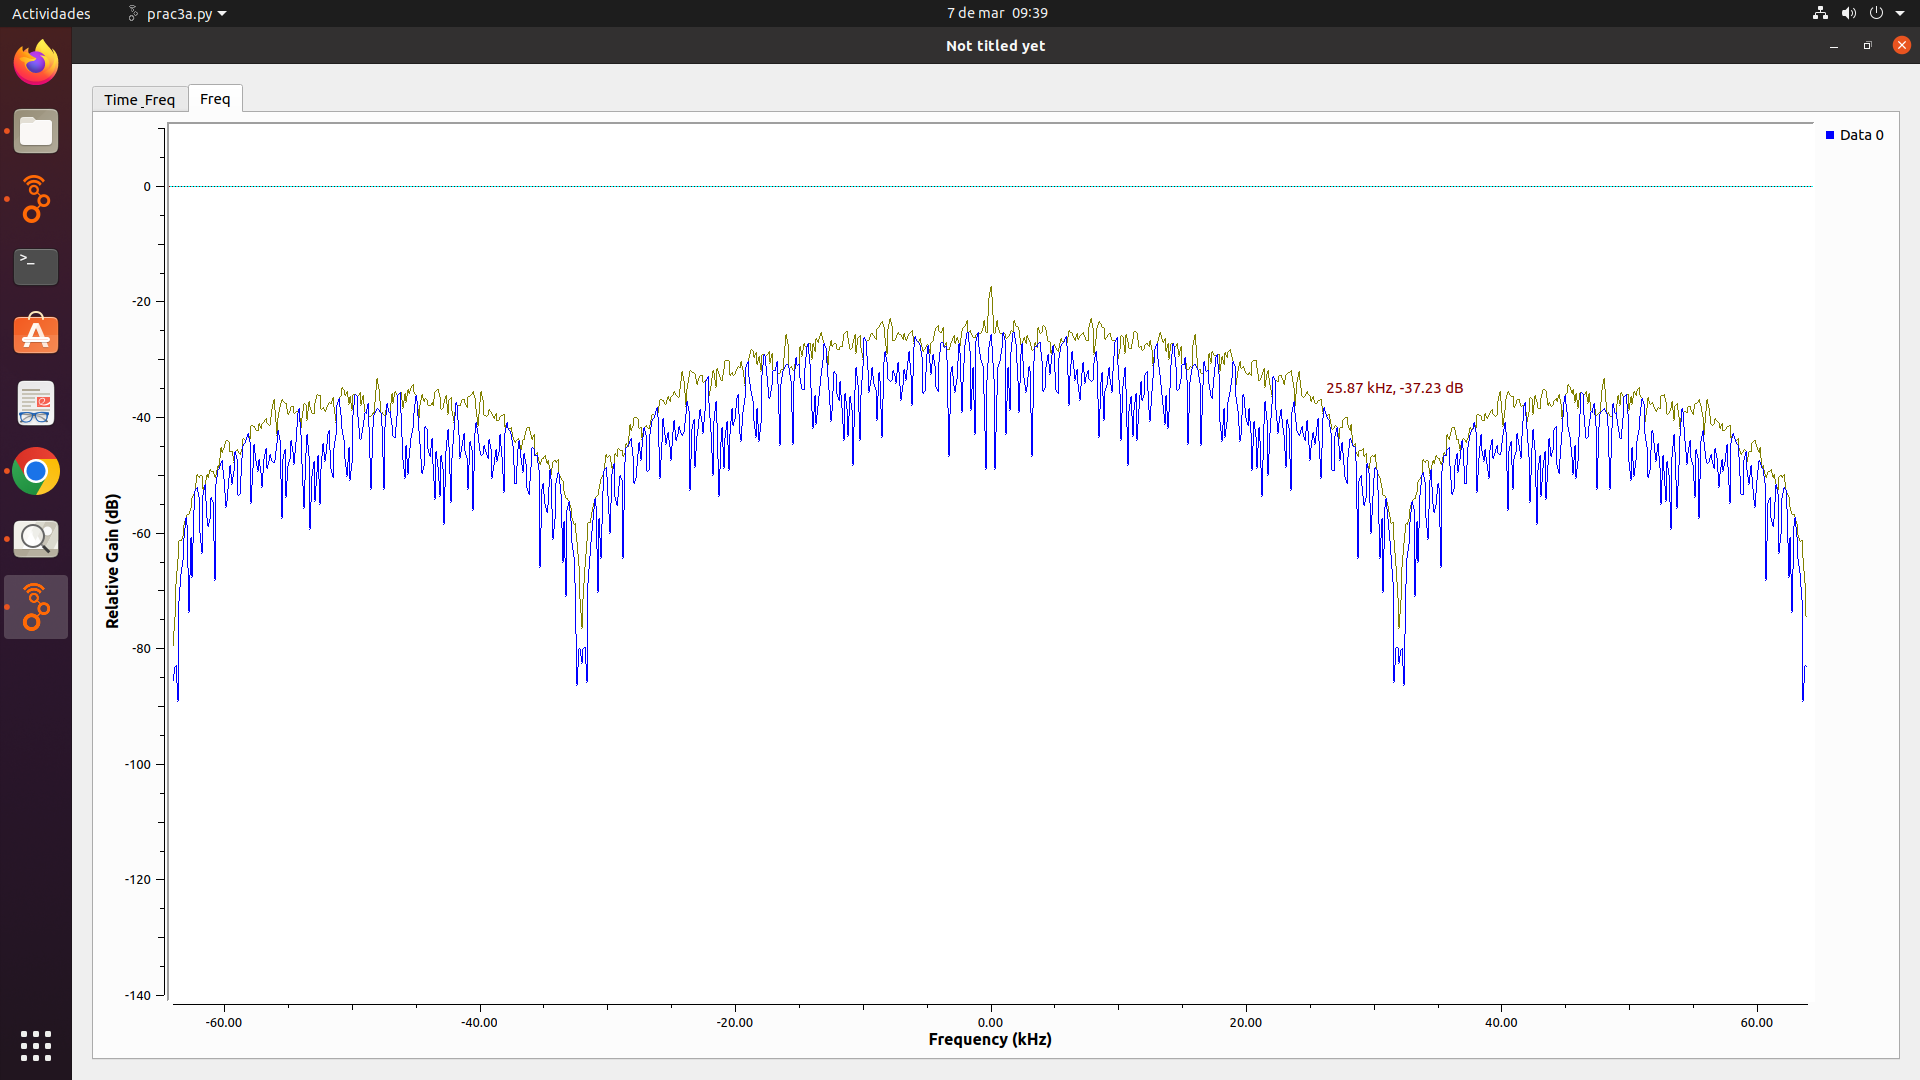 Actividades
prac3a.py
7 de mar 09:39
Not titled yet
Time _Freq
Freq
Data 0
0
-20
-40
-60
-80
-100
-120
-140
Relative Gain (dB)
25.87 kHz, -37.23 dB
-60.00
-40.00
-20.00
0.00
20.00
40.00
60.00
Frequency (kHz)